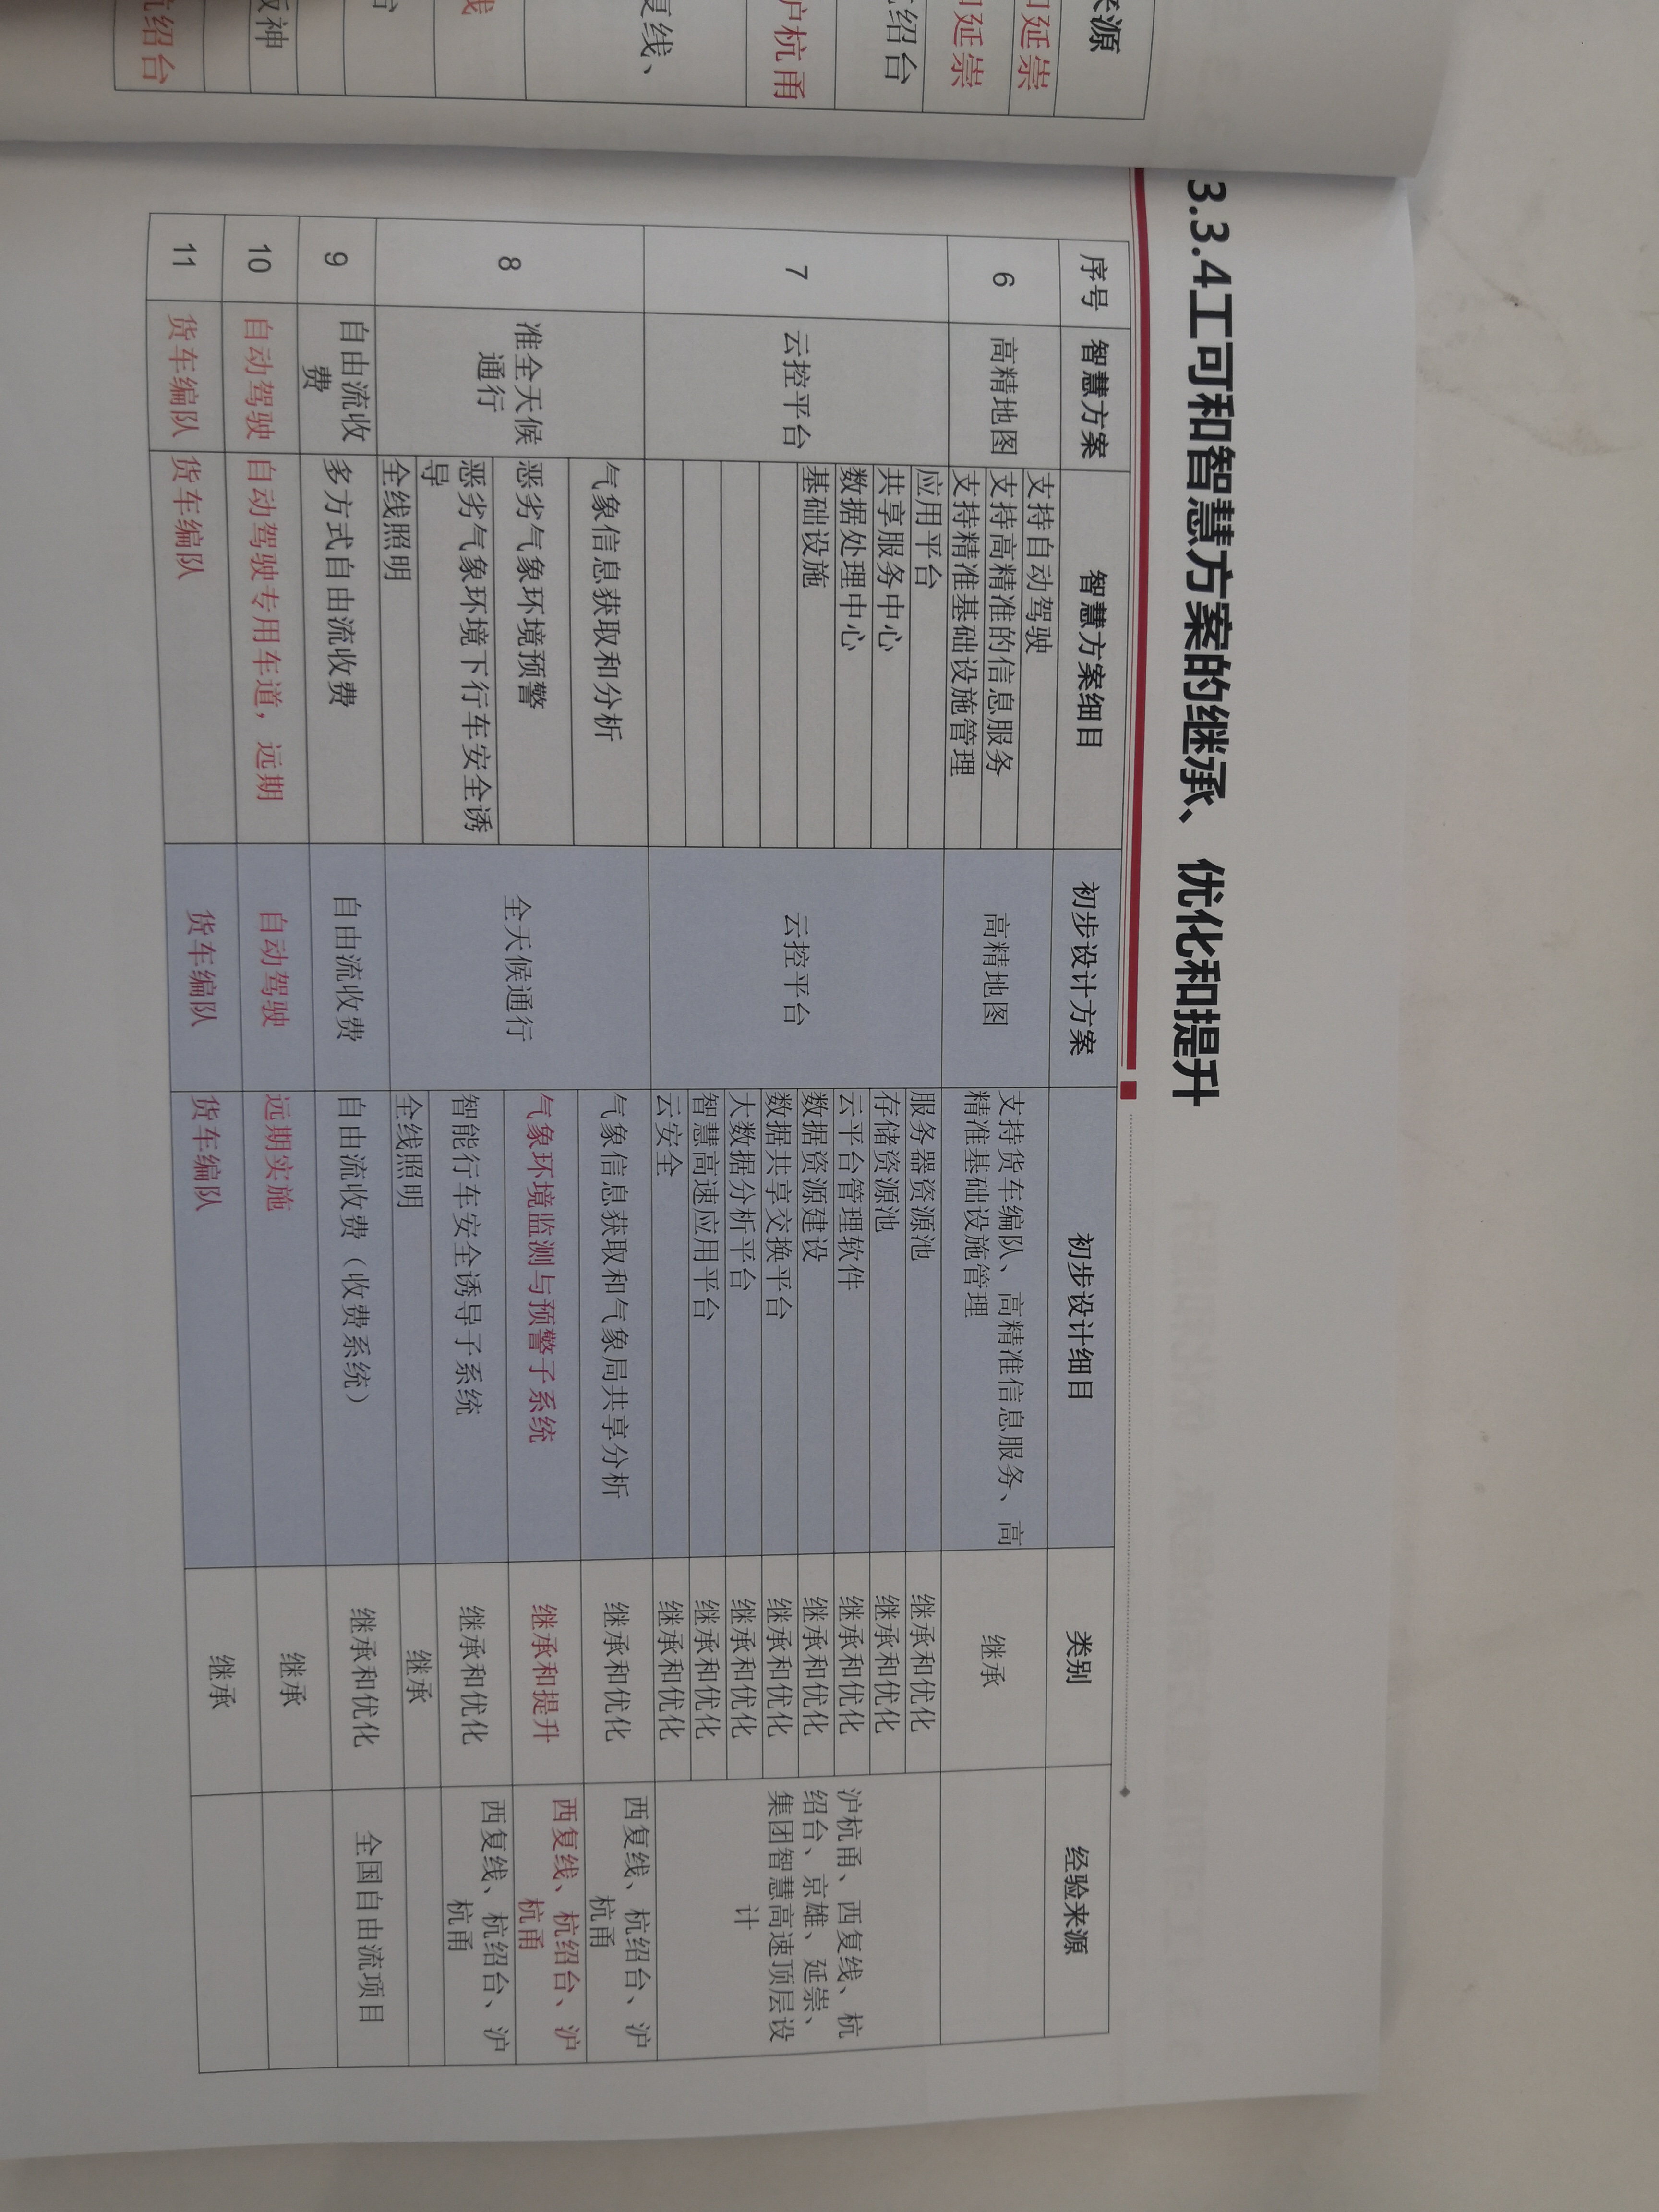 来源
和延崇
和延崇
杭绍台
沪杭甬
复线、
线
台
阪神
杭绍台
3.3.4工可和智慧方案的继承、优化和提升
序号 智慧方案 智慧方案细目 初步设计方案 初步设计细目 类别 经验来源
6 高精地图 支持自动驾驶 高精地图 支持货车编队、高精准信息服务、高 继承
支持高精准的信息服务 精准基础设施管理
支持精准基础设施管理
7 云控平台 应用平台 云控平台 服务器资源池 继承和优化 沪杭甬、西复线、杭
共享服务中心 存储资源池 继承和优化 绍台、京雄、延崇、
数据处理中心 云平台管理软件 继承和优化 集团智慧高速顶层设
基础设施 数据资源建设 继承和优化 计
数据共享交换平台 继承和优化
大数据分析平台 继承和优化
智慧高速应用平台 继承和优化
云安全 继承和优化
8 准全天候 气象信息获取和分析 全天候通行 气象信息获取和气象局共享分析 继承和优化 西复线、杭绍台、沪
通行 杭甬
恶劣气象环境预警 气象环境监测与预警子系统 继承和提升 西复线、杭绍台、沪
杭甬
恶劣气象环境下行车安全诱 智能行车安全诱导子系统 继承和优化 西复线、杭绍台、沪
导 杭甬
全线照明 全线照明 继承
9 自由流收 多方式自由流收费 自由流收费 自由流收费（收费系统） 继承和优化 全国自由流项目
费
10 自动驾驶 自动驾驶专用车道，远期 自动驾驶 远期实施 继承
11 货车编队 货车编队 货车编队 货车编队 继承